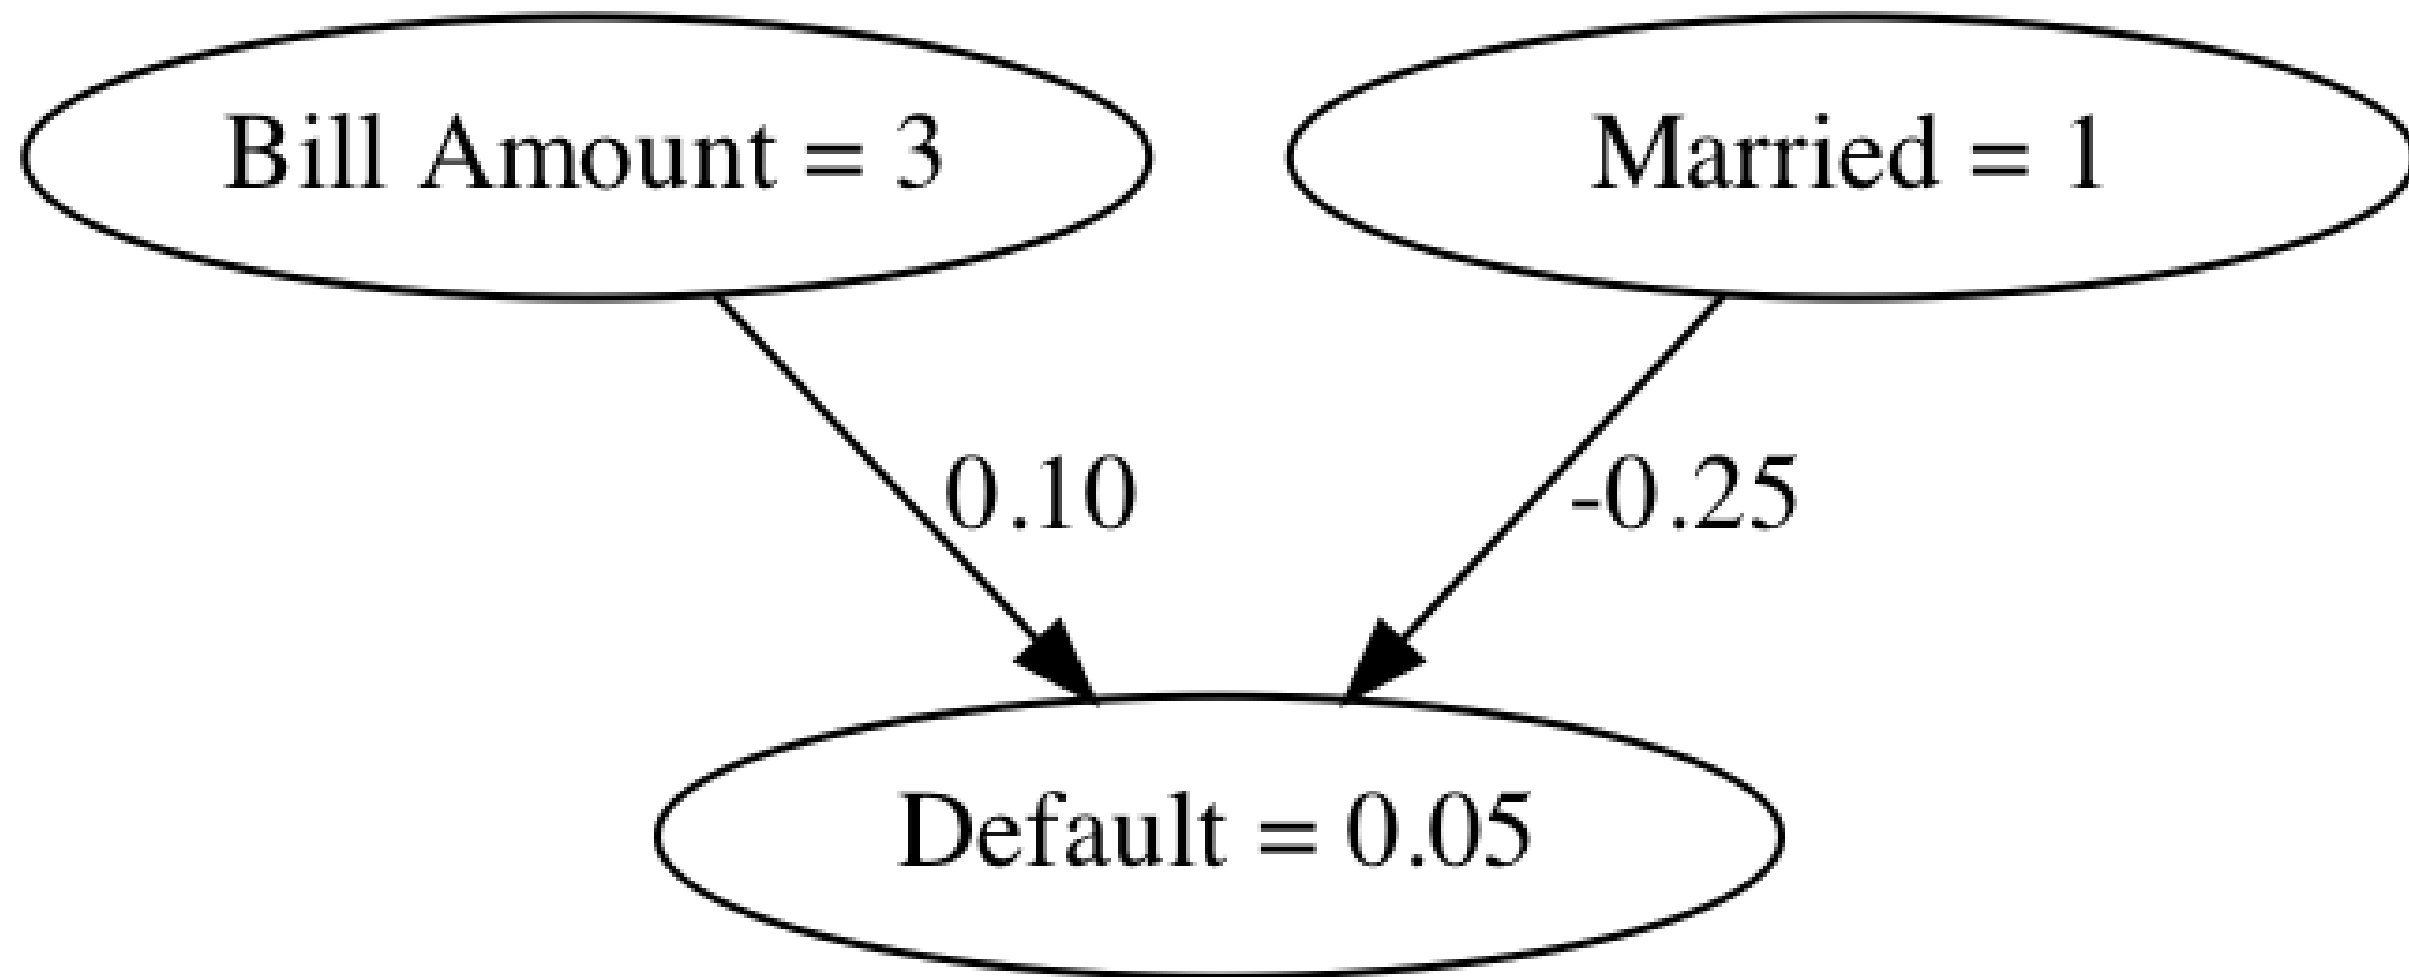 Bill Amount = 3
Married = 1
0.10
-0.25
Default = 0.05